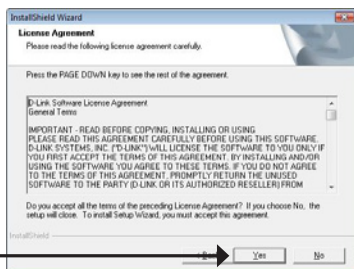 InstallShield Wizard
License Agreement
Please read the following license agreement carefully.
Press the PAGE DOWN key to see the rest of the agreement.
D-Link Software License Agreement
General Terms
IMPORTANT - READ BEFORE COPYING, INSTALLING OR USING
PLEASE READ THIS AGREEMENT CAREFULLY BEFORE USING THIS SOFTWARE.
D-LINK SYSTEMS, INC. ("D-LINK") WILL LICENSE THE SOFTWARE TO YOU ONLY IF
YOU FIRST ACCEPT THE TERMS OF THIS AGREEMENT. BY INSTALLING AND/OR
USING THE SOFTWARE YOU AGREE TO THESE TERMS. IF YOU DO NOT AGREE
TO THE TERMS OF THIS AGREEMENT, PROMPTLY RETURN THE UNUSED
SOFTWARE TO THE PARTY (D-LINK OR ITS AUTHORIZED RESELLER) FROM
Do you accept all the terms of the preceding License Agreement? If you choose No, the
setup will close. To install Setup Wizard, you must accept this agreement.
InstallShield
Yes
No